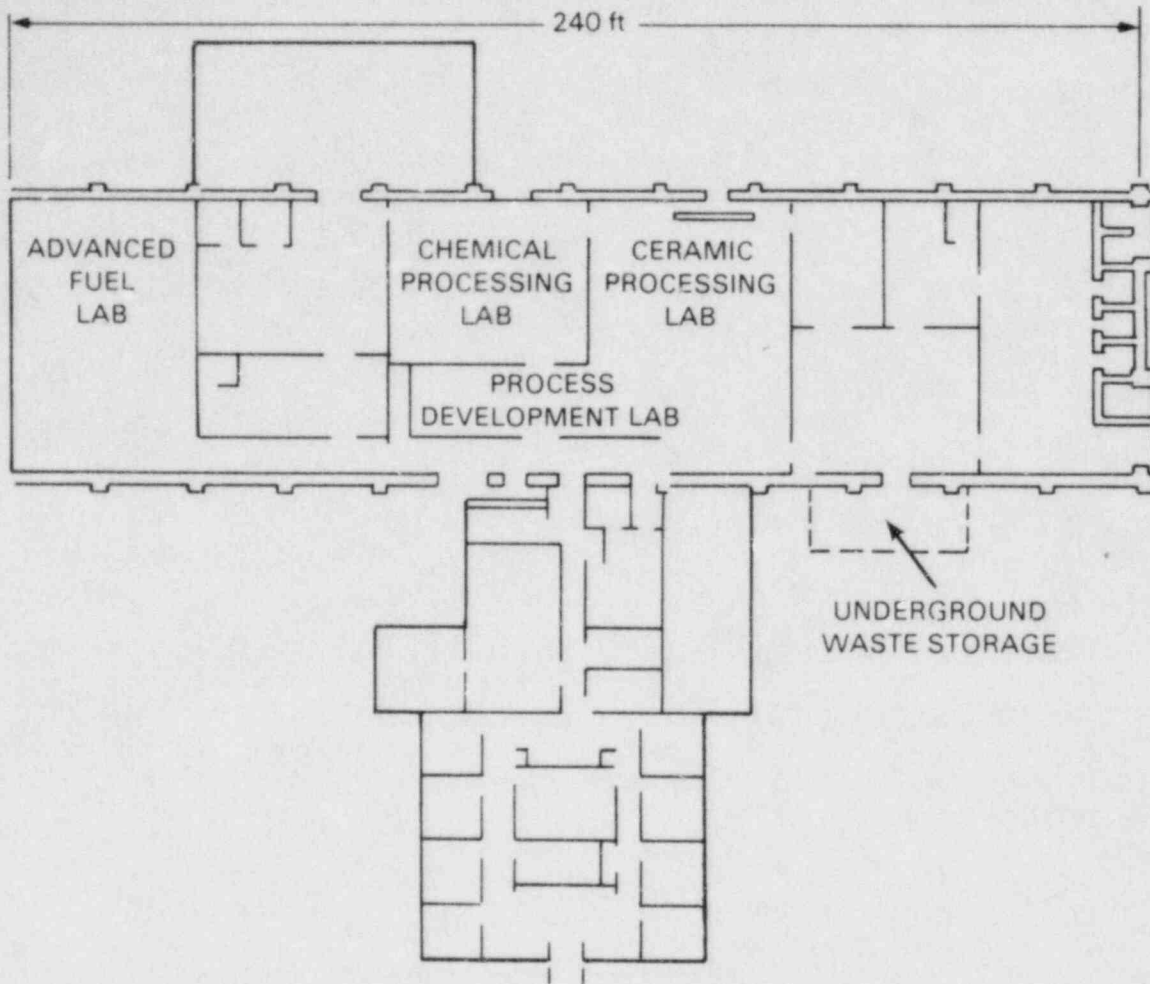 240 ft
ADVANCED
FUEL
LAB
CHEMICAL
PROCESSING
LAB
CERAMIC
PROCESSING
LAB
PROCESS
DEVELOPMENT LAB
UNDERGROUND
WASTE STORAGE